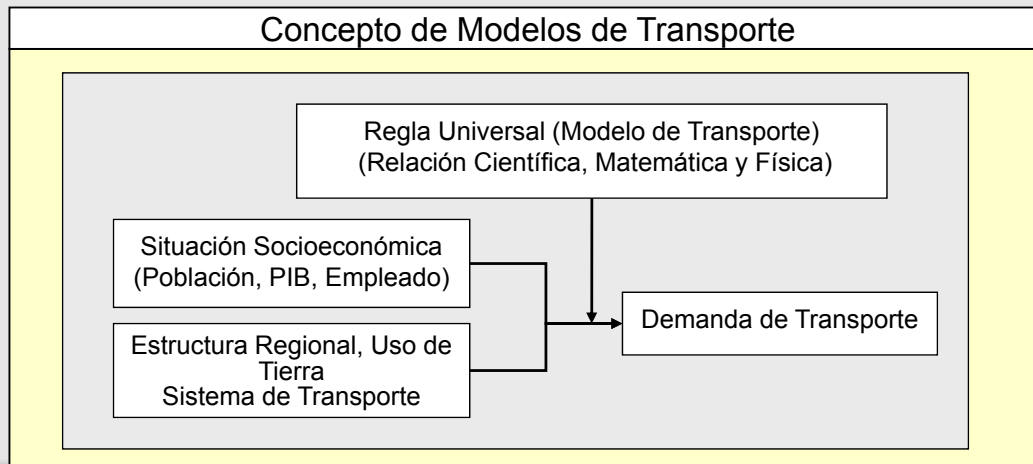 Concepto de Modelos de Transporte
Regla Universal (Modelo de Transporte)
(Relación Científica, Matemática y Física)
Situación Socioeconómica
(Población, PIB, Empleado)
Demanda de Transporte
Estructura Regional, Uso de
Tierra
Sistema de Transporte